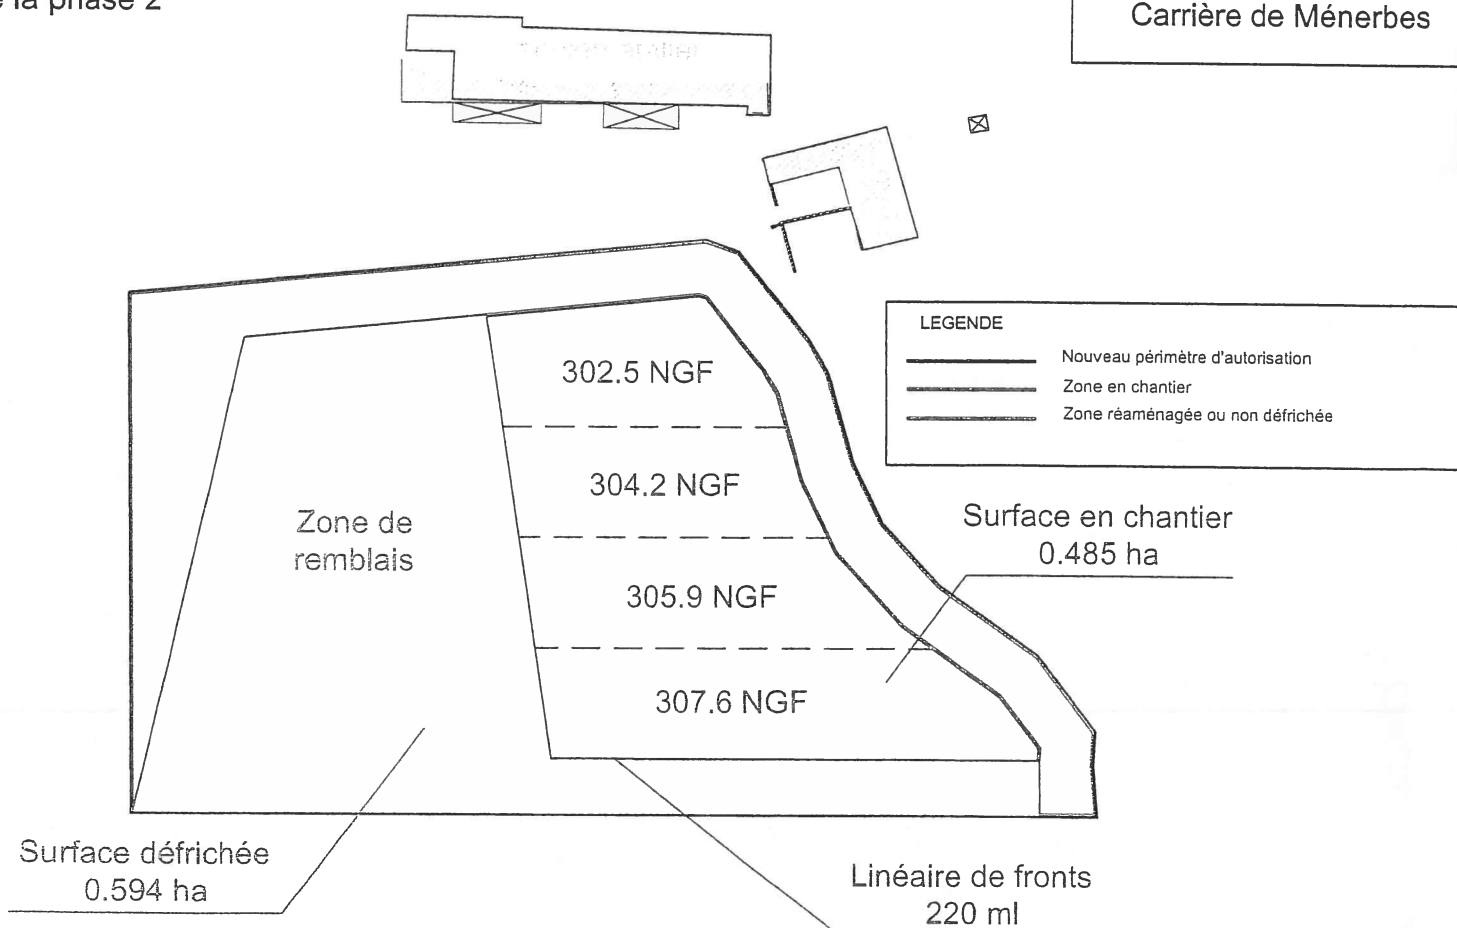 la phase 2
Carrière de Ménerbes
LEGENDE
Nouveau périmètre d'autorisation
Zone en chantier
Zone réaménagée ou non défrichée
302.5 NGF
304.2 NGF
305.9 NGF
307.6 NGF
Zone de
remblais
Surface en chantier
0.485 ha
Surface défrichée
0.594 ha
Linéaire de fronts
220 ml